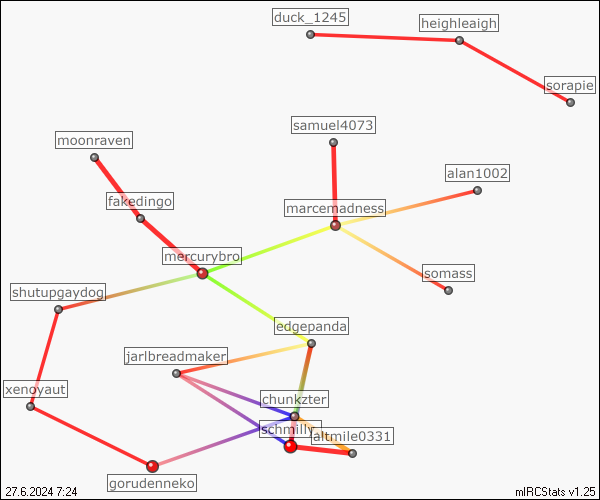 duck_1245
heighleaigh
sorapie
samuel4073
moonraven
alan1002
fakedingo
marcemadness
mercurybro
somass
shutupgaydog
edgepanda
jarlbreadmaker
xenoyaut
chunkzter
schmilly
altmile0331
gorudenneko
27.6.2024 7:24
mIRCStats v1.25